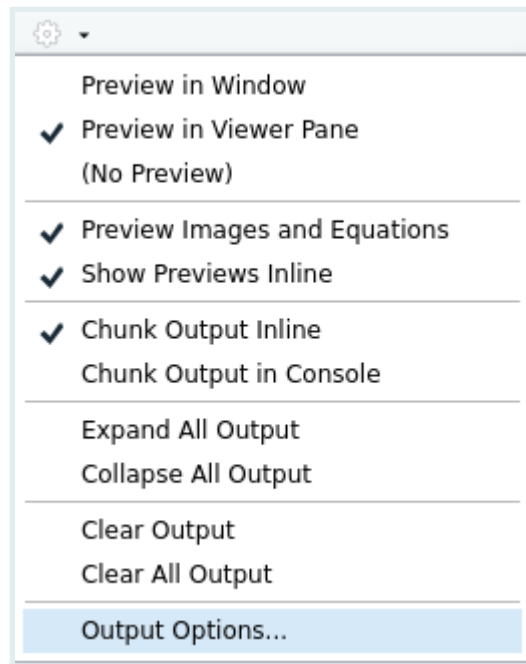 Preview in Window
Preview in Viewer Pane
(No Preview)
Preview Images and Equations
Show Previews Inline
Chunk Output Inline
Chunk Output in Console
Expand All Output
Collapse All Output
Clear Output
Clear All Output
Output Options...